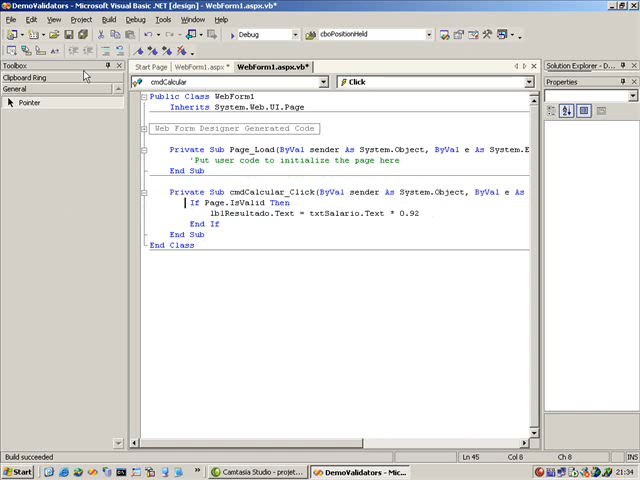 DemoValidators - Microsoft Visual Basic .NET [design] - WebForm1.aspx.vb*
File Edit View Project Build Debug Tools Window Help
Debug cboPositionHeld
Toolbox
Start Page WebForm1.aspx * WebForm1.aspx.vb*
Solution Explorer - D...
Clipboard Ring
cmdCalcular Click
Properties
General
Pointer
Public Class WebForm1
Inherits System.Web.UI.Page
Web Form Designer Generated Code
Private Sub Page_Load(ByVal sender As System.Object, ByVal e As System.E
'Put user code to initialize the page here
End Sub
Private Sub cmdCalcular_Click(ByVal sender As System.Object, ByVal e As
If Page.IsValid Then
lblResultado.Text = txtSalario.Text * 0.92
End If
End Sub
End Class
Build succeeded Ln 45 Col 8 Ch 8 INS
Start Camtasia Studio - projet... DemoValidators - Mic... 21:34